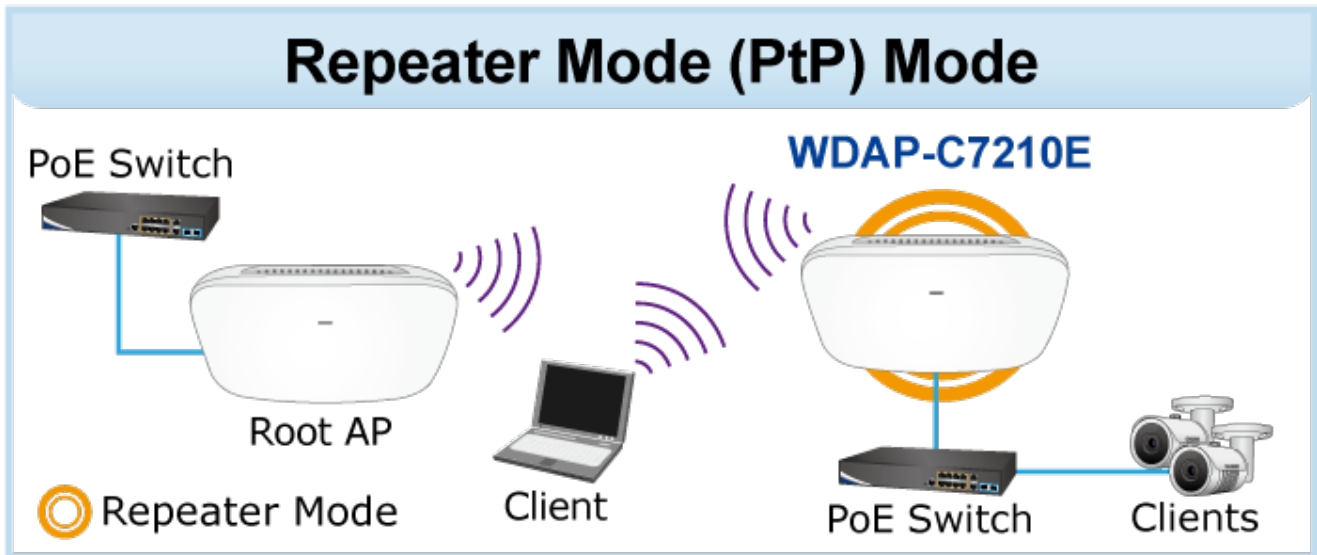 Repeater Mode (PtP) Mode
PoE Switch
WDAP-C7210E
Root AP
Client
PoE Switch
Clients
Repeater Mode